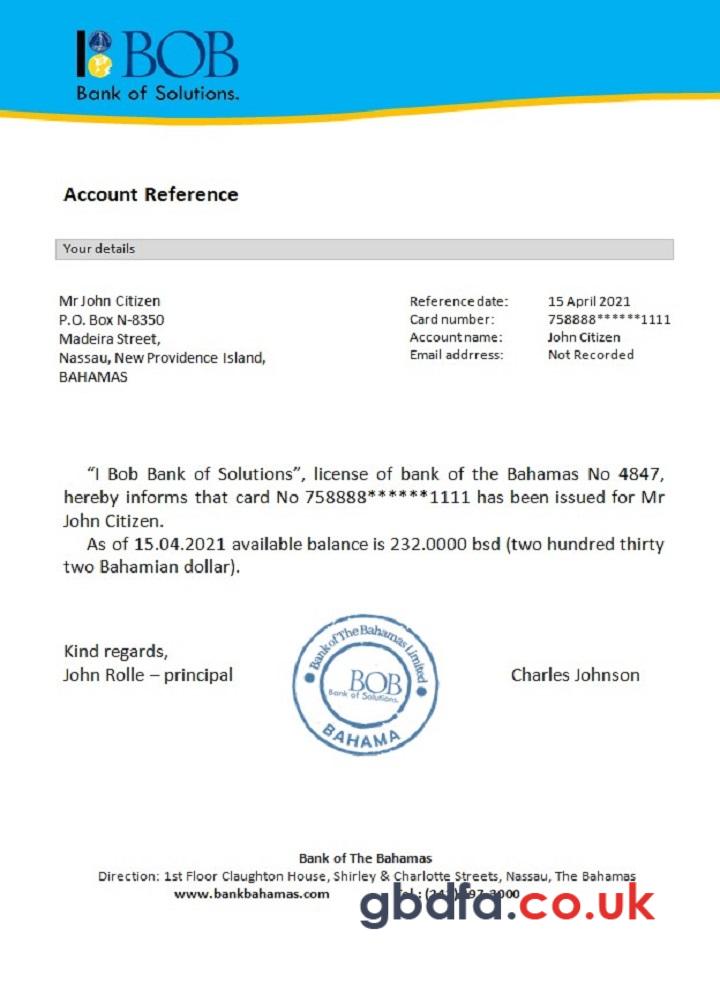 BOB
Bank of Solutions.
Account Reference
Your details
Mr John Citizen
P.O. Box N-8350
Madeira Street,
Nassau, New Providence Island,
BAHAMAS
Reference date: 15 April 2021
Card number: 758888******1111
Account name: John Citizen
Email addrress: Not Recorded
“I Bob Bank of Solutions”, license of bank of the Bahamas No 4847,
hereby informs that card No 758888******1111 has been issued for Mr
John Citizen.
As of 15.04.2021 available balance is 232.0000 bsd (two hundred thirty
two Bahamian dollar).
Kind regards,
John Rolle – principal
Bank of The Bahamas Limited
BOB
Bank of Solutions.
BAHAMA
Charles Johnson
Bank of The Bahamas
Direction: 1st Floor Claughton House, Shirley & Charlotte Streets, Nassau, The Bahamas
www.bankbahamas.com
gbdfa.co.uk